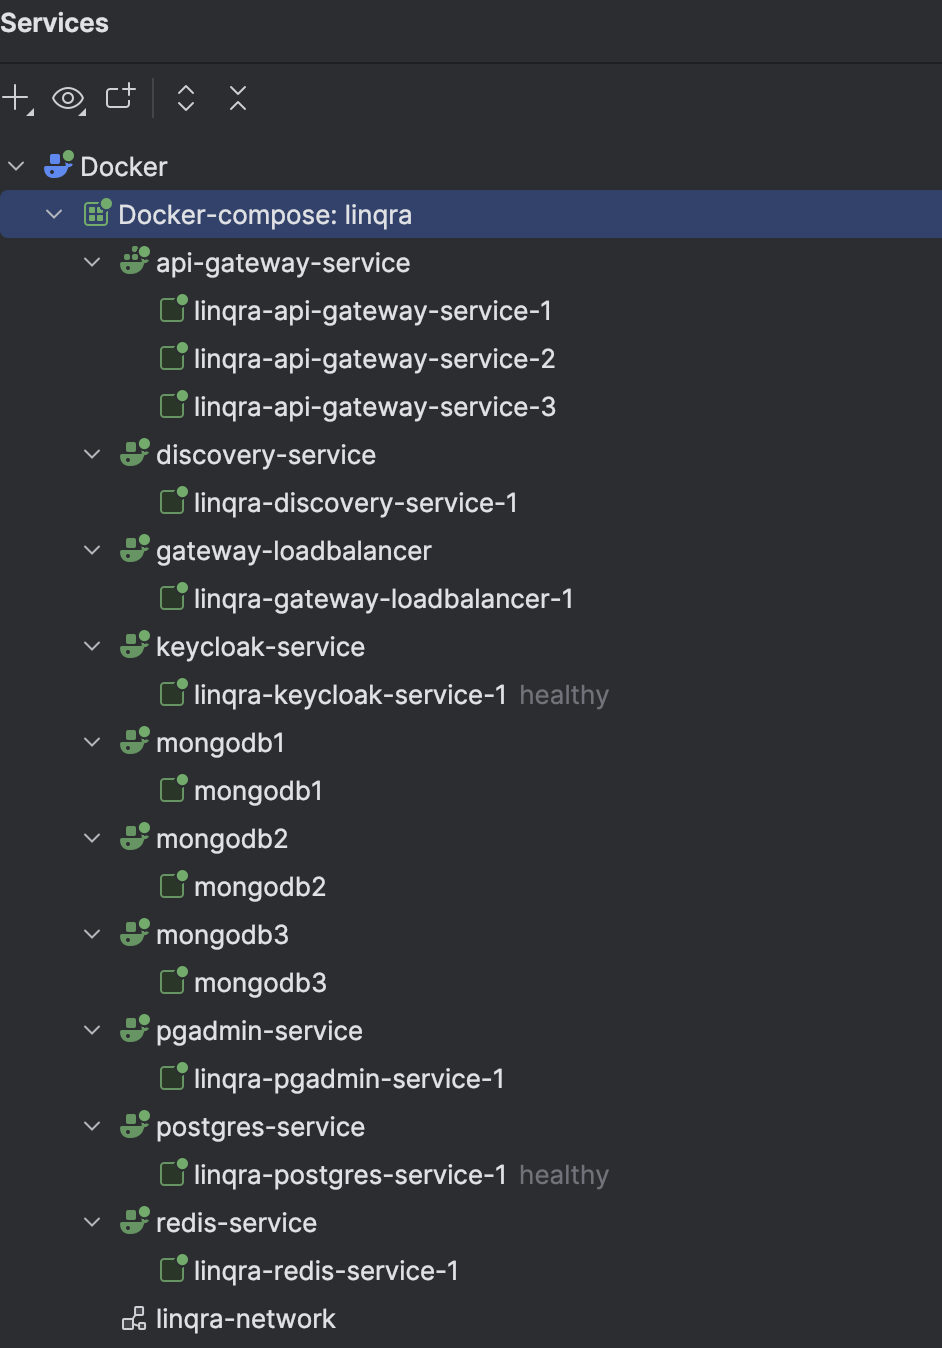 Services
Docker
Docker-compose: linqra
api-gateway-service
linqra-api-gateway-service-1
linqra-api-gateway-service-2
linqra-api-gateway-service-3
discovery-service
linqra-discovery-service-1
gateway-loadbalancer
linqra-gateway-loadbalancer-1
keycloak-service
linqra-keycloak-service-1 healthy
mongodb1
mongodb1
mongodb2
mongodb2
mongodb3
mongodb3
pgadmin-service
linqra-pgadmin-service-1
postgres-service
linqra-postgres-service-1 healthy
redis-service
linqra-redis-service-1
linqra-network